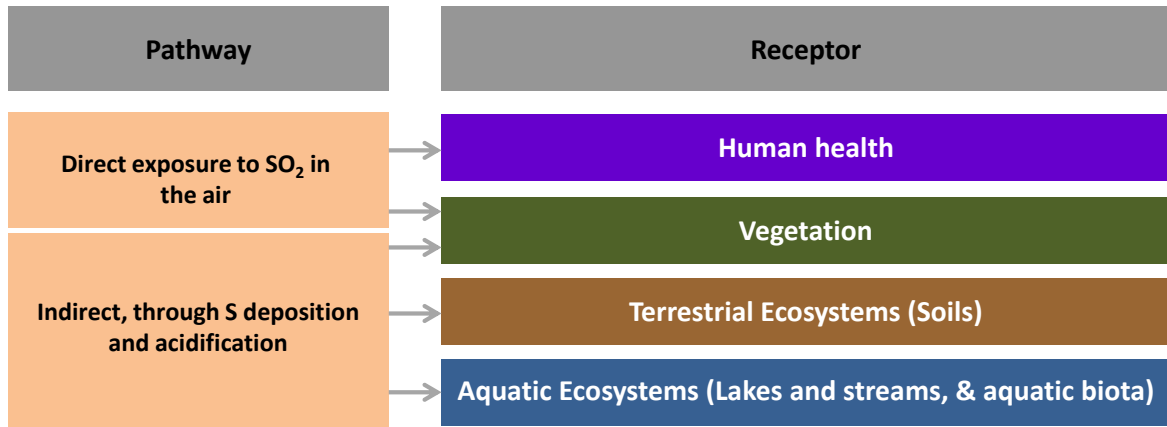 Pathway
Receptor
Direct exposure to SO₂ in
the air
Human health
Vegetation
Indirect, through S deposition
and acidification
Terrestrial Ecosystems (Soils)
Aquatic Ecosystems (Lakes and streams, & aquatic biota)